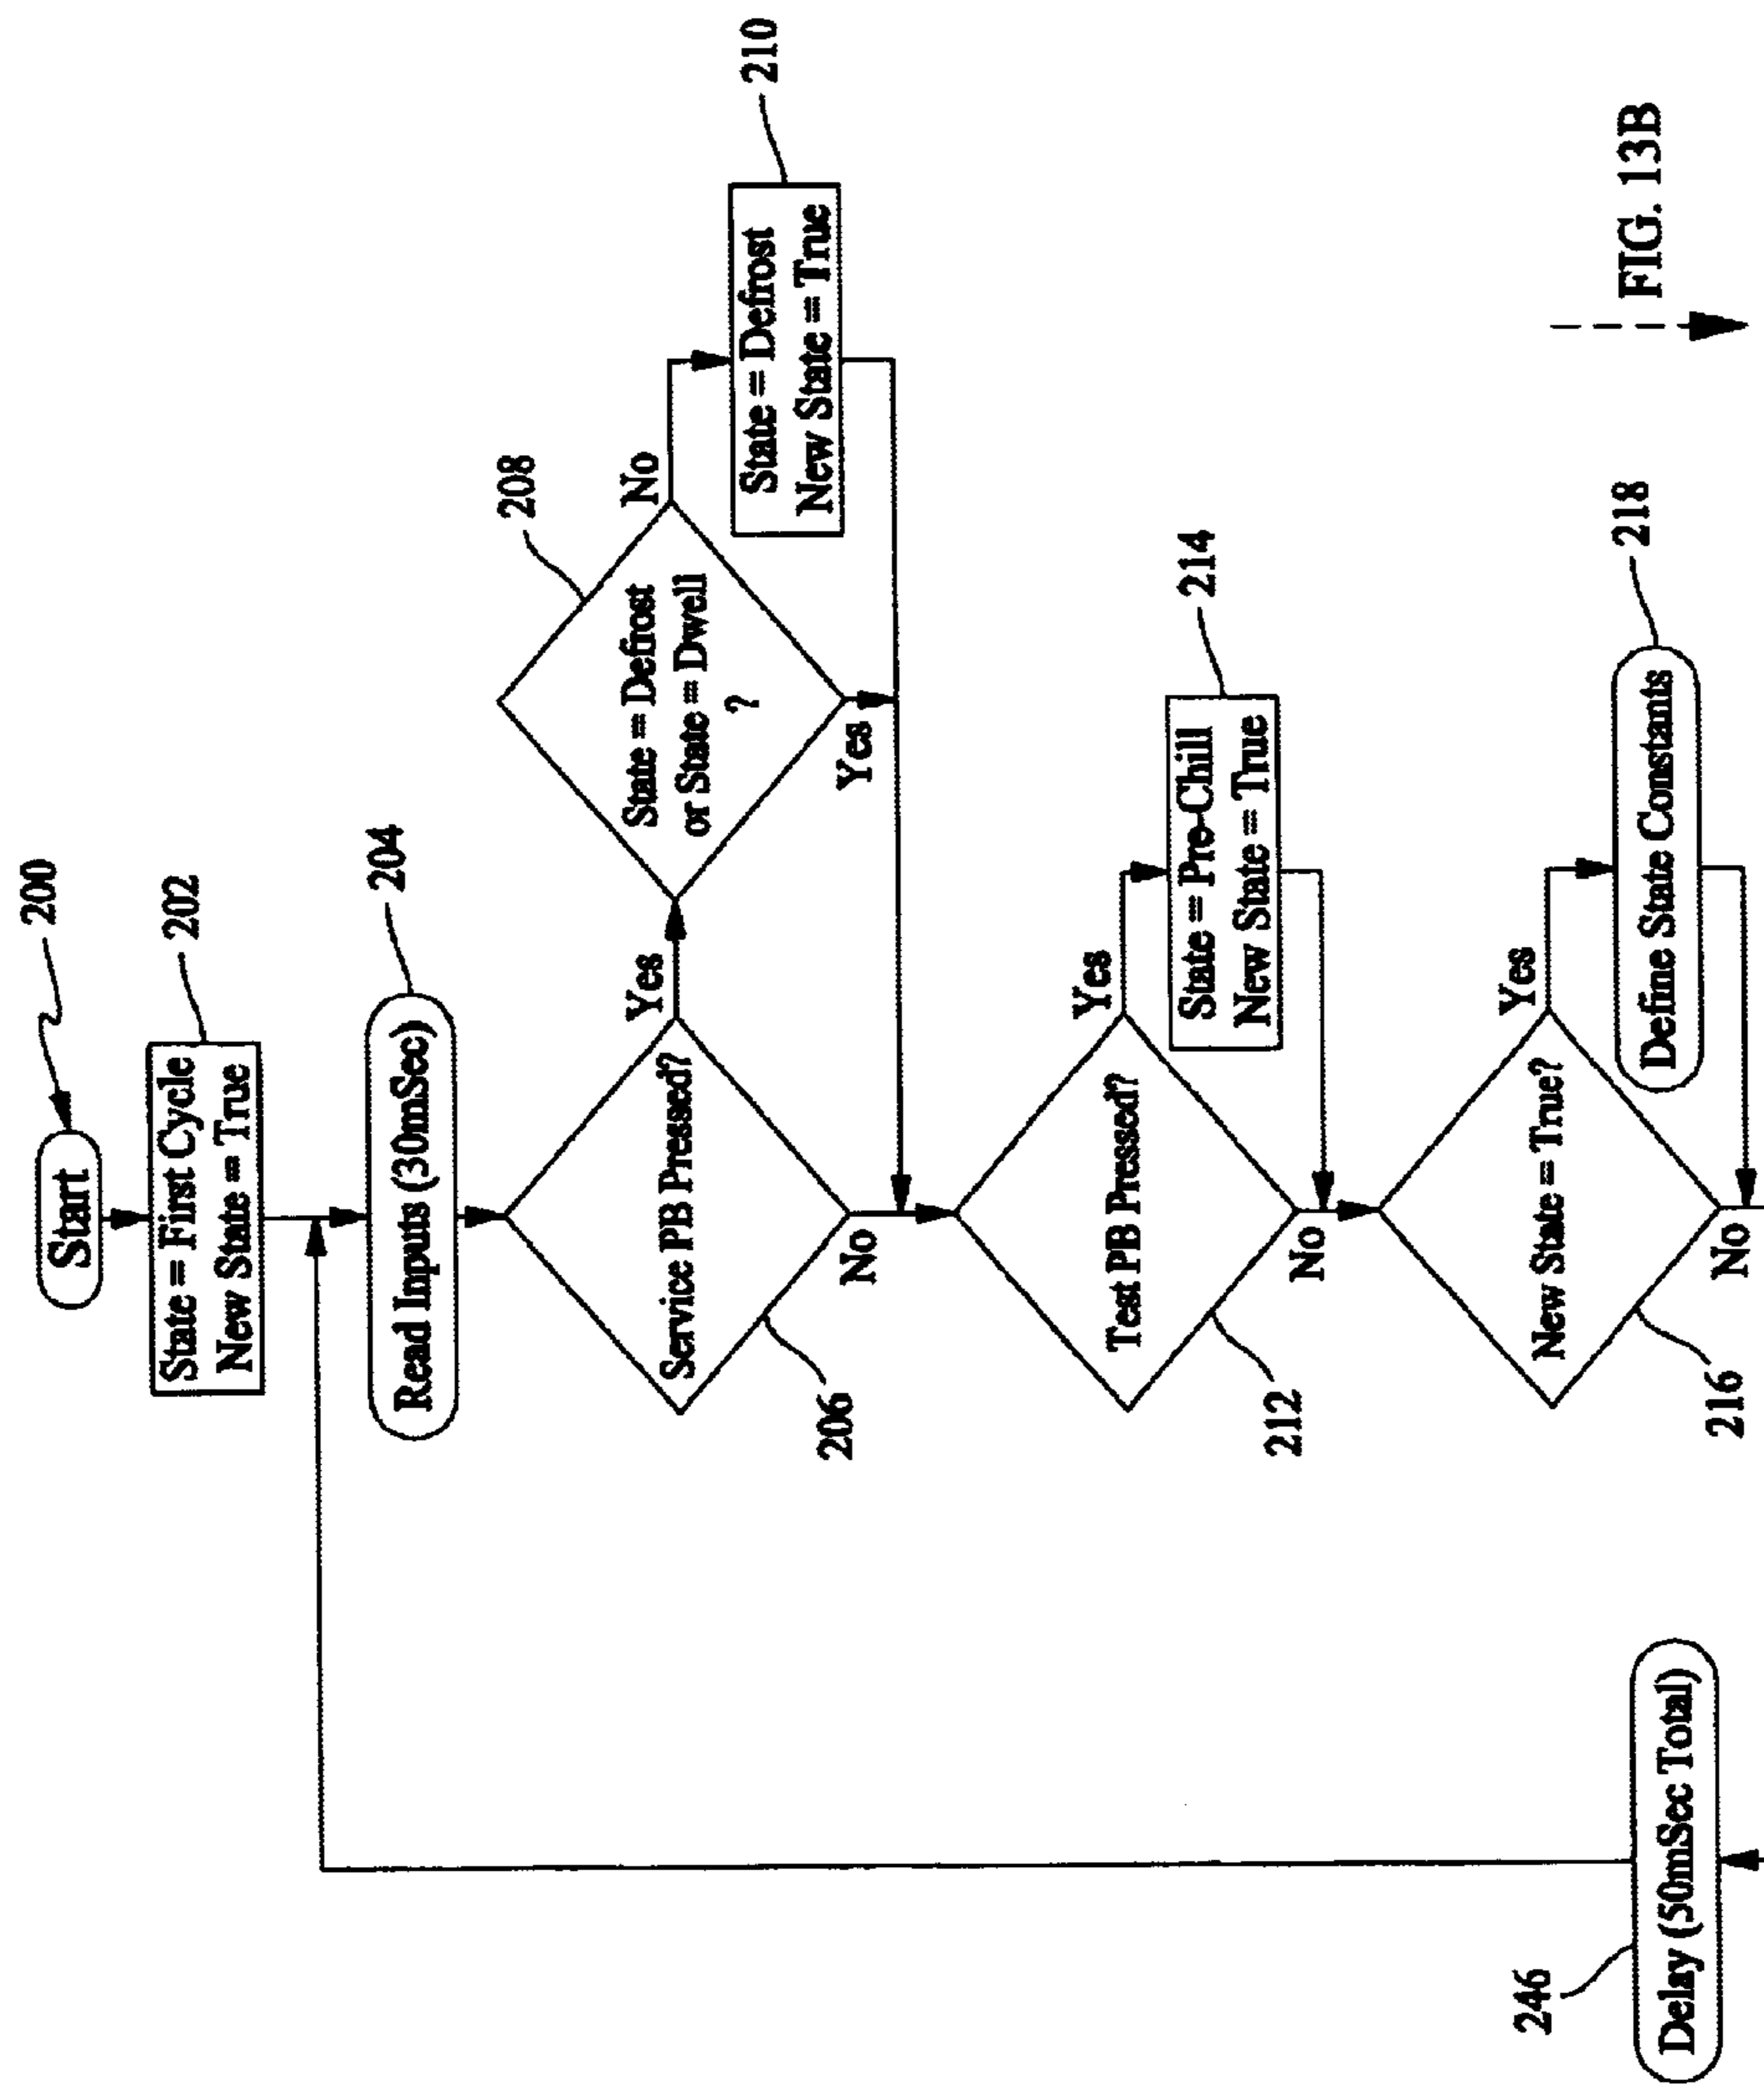 200
Start
202
State = First Cycle
New State = True
204
Read Inputs (30mSec)
206
Service PB Pressed?
Yes
No
208
State = Defrost
or State = Dwell
?
No
Yes
210
State = Defrost
New State = True
212
Test PB Pressed?
Yes
No
214
State = Pre-Chill
New State = True
216
New State = True?
Yes
No
218
Define State Constants
246
Delay (50mSec Total)
FIG. 13B